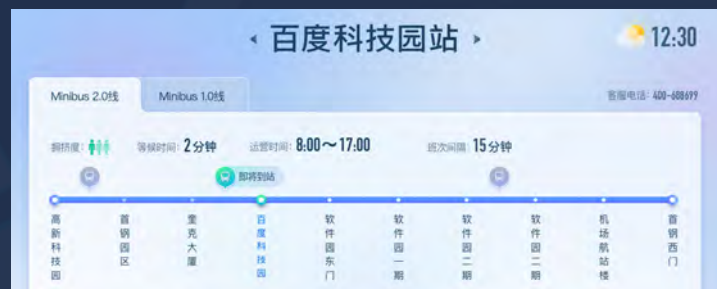 百度科技园站
12:30
Minibus 2.0线
Minibus 1.0线
客服电话: 400-608699
拥挤度:
等候时间: 2分钟
运营时间: 8:00～17:00
班次间隔: 15分钟
即将到站
高新科技园
首钢园区
奎克大厦
百度科技园
软件园东门
软件园一期
软件园二期
软件园二期
机场航站楼
首钢西门